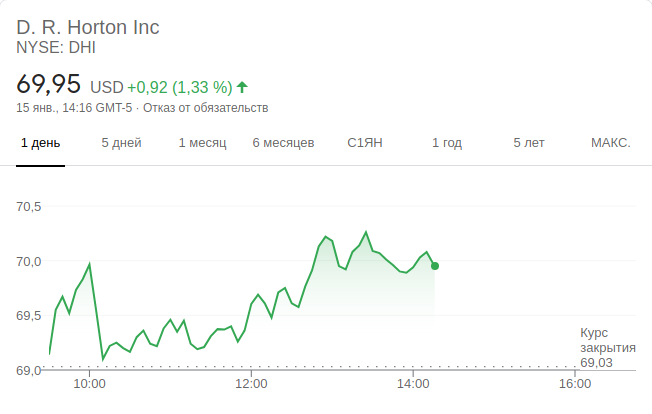 D. R. Horton Inc
NYSE: DHI
69,95 USD +0,92 (1,33 %)
15 янв., 14:16 GMT-5 · Отказ от обязательств
1 день 5 дней 1 месяц 6 месяцев С1ЯН 1 год 5 лет МАКС.
70,5
70,0
69,5
69,0
Курс
закрытия
69,03
10:00 12:00 14:00 16:00